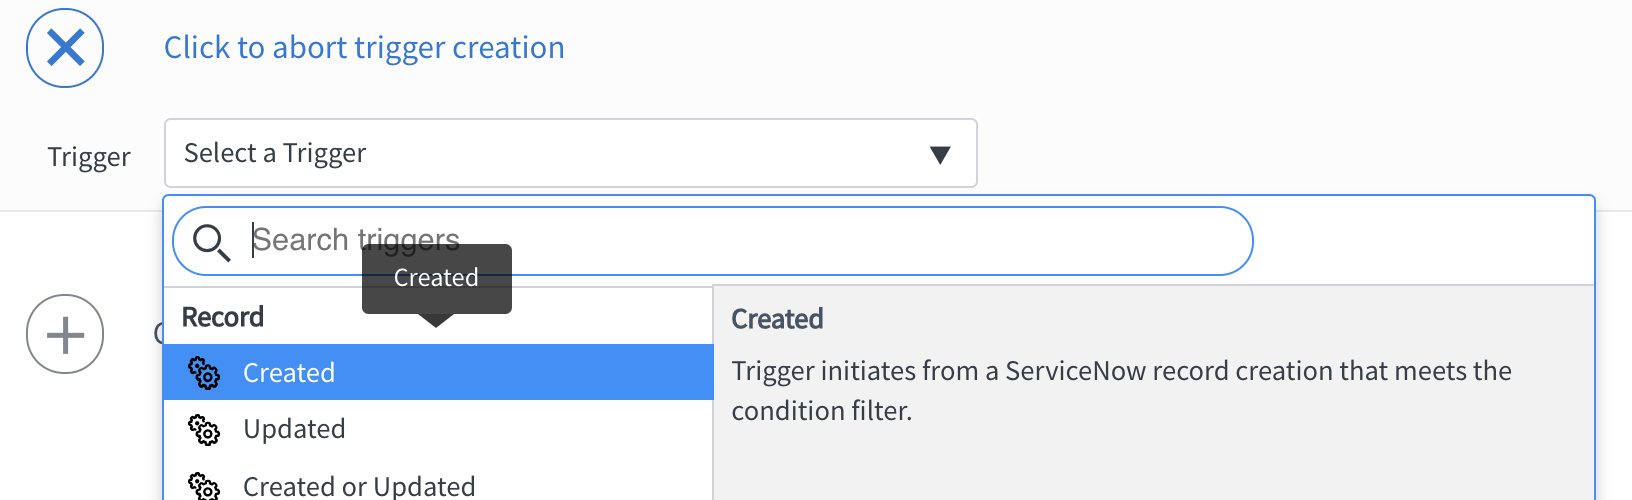 Click to abort trigger creation
Trigger
Select a Trigger
Search triggers
Created
Record
Created
Updated
Created or Updated
Created
Trigger initiates from a ServiceNow record creation that meets the
condition filter.